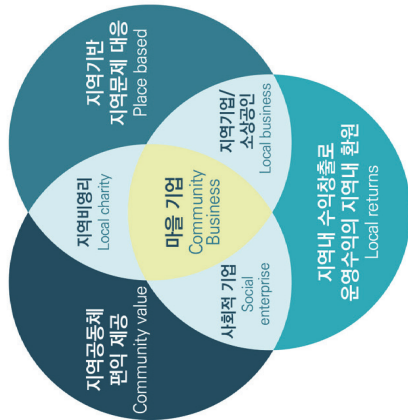 지역공동체
편익 제공
Community value
지역기반
지역문제 대응
Place based
지역비영리
Local charity
마을 기업
Community
Business
사회적 기업
Social
enterprise
지역기업/
소상공인
Local business
지역내 수익창출로
운영수익의 지역내 환원
Local returns